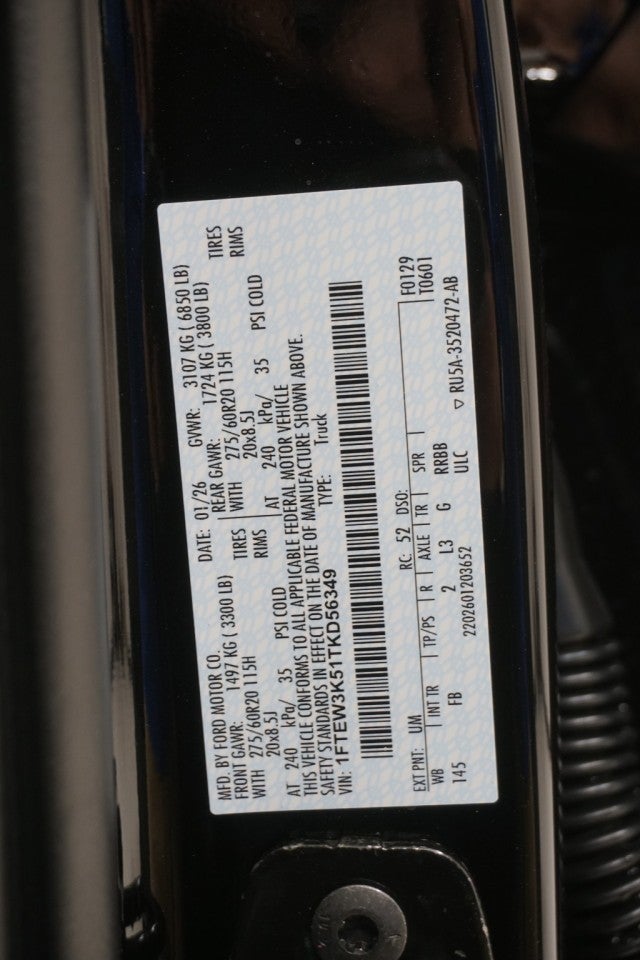 MFD. BY FORD MOTOR CO. DATE: 01/26 GVWR: 3107 KG ( 6850 LB)
FRONT GAWR: 1497 KG ( 3300 LB) REAR GAWR: 1724 KG ( 3800 LB)
WITH 275/60R20 115H TIRES WITH 275/60R20 115H TIRES
20x8.5J RIMS 20x8.5J RIMS
AT 240 kPa/ 35 PSI COLD AT 240 kPa/ 35 PSI COLD
THIS VEHICLE CONFORMS TO ALL APPLICABLE FEDERAL MOTOR VEHICLE
SAFETY STANDARDS IN EFFECT ON THE DATE OF MANUFACTURE SHOWN ABOVE.
VIN: 1FTEW3K51TKD56349 TYPE: Truck
EXT PNT: UM RC: 52 DSO: F0129
WB INT TR TP/PS R AXLE TR SPR T0601
145 FB 2 L3 G RRBB
2202601203652 ULC ▽ RU5A-3520472-AB